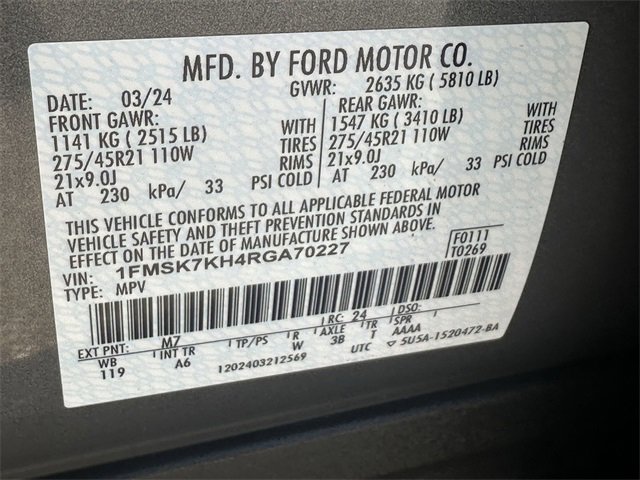 MFD. BY FORD MOTOR CO.
DATE: 03/24 GVWR: 2635 KG ( 5810 LB)
FRONT GAWR: REAR GAWR:
1141 KG ( 2515 LB) WITH 1547 KG ( 3410 LB) WITH
275/45R21 110W TIRES 275/45R21 110W TIRES
21x9.0J RIMS 21x9.0J RIMS
AT 230 kPa/ 33 PSI COLD AT 230 kPa/ 33 PSI COLD
THIS VEHICLE CONFORMS TO ALL APPLICABLE FEDERAL MOTOR
VEHICLE SAFETY AND THEFT PREVENTION STANDARDS IN
EFFECT ON THE DATE OF MANUFACTURE SHOWN ABOVE.
VIN: 1FMSK7KH4RGA70227 F0111
TYPE: MPV T0269
EXT PNT: M7 RC: 24 DSO:
WB INT TR TP/PS R AXLE TR SPR
119 A6 W 3B T AAAA
1202403212569 UTC ▽ 5U5A-1520472-BA